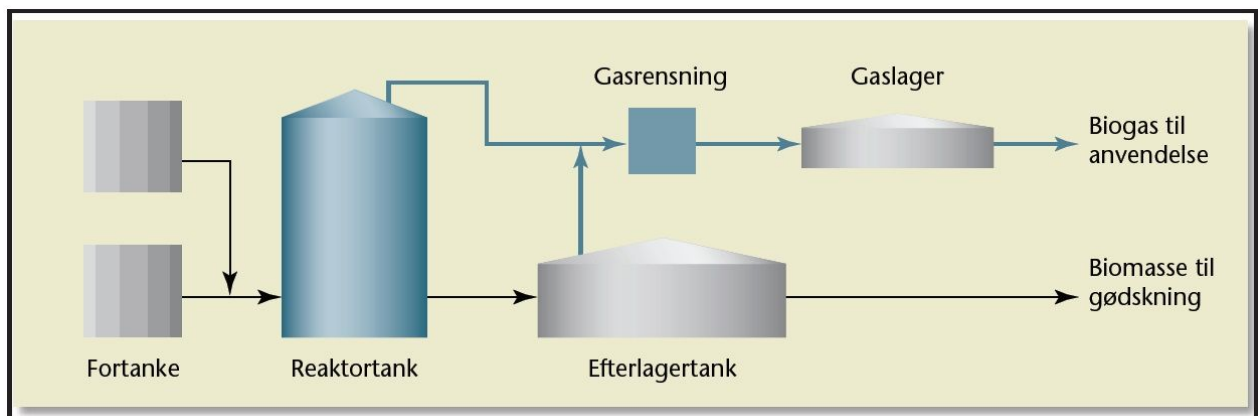 Gasrensning
Gaslager
Biogas til
anvendelse
Biomasse til
gødskning
Fortanke
Reaktortank
Efterlagertank